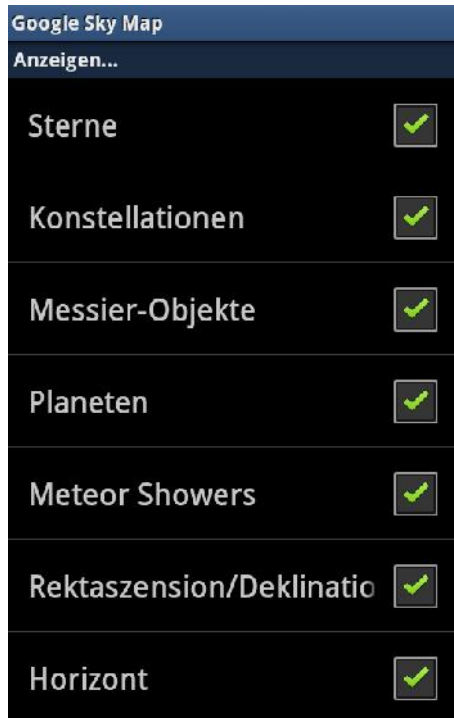 Google Sky Map
Anzeigen...
Sterne
Konstellationen
Messier-Objekte
Planeten
Meteor Showers
Rektaszension/Deklinatio
Horizont